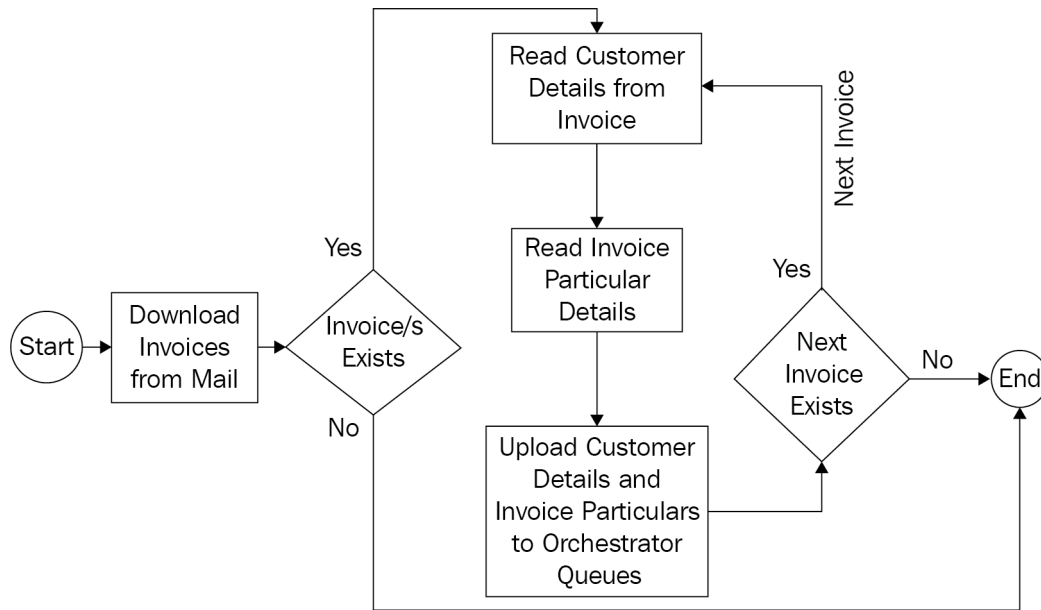 Start
Download
Invoices
from Mail
Invoice/s
Exists
Yes
No
Read Customer
Details from
Invoice
Read Invoice
Particular
Details
Upload Customer
Details and
Invoice Particulars
to Orchestrator
Queues
Next
Invoice
Exists
Yes
Next Invoice
No
End